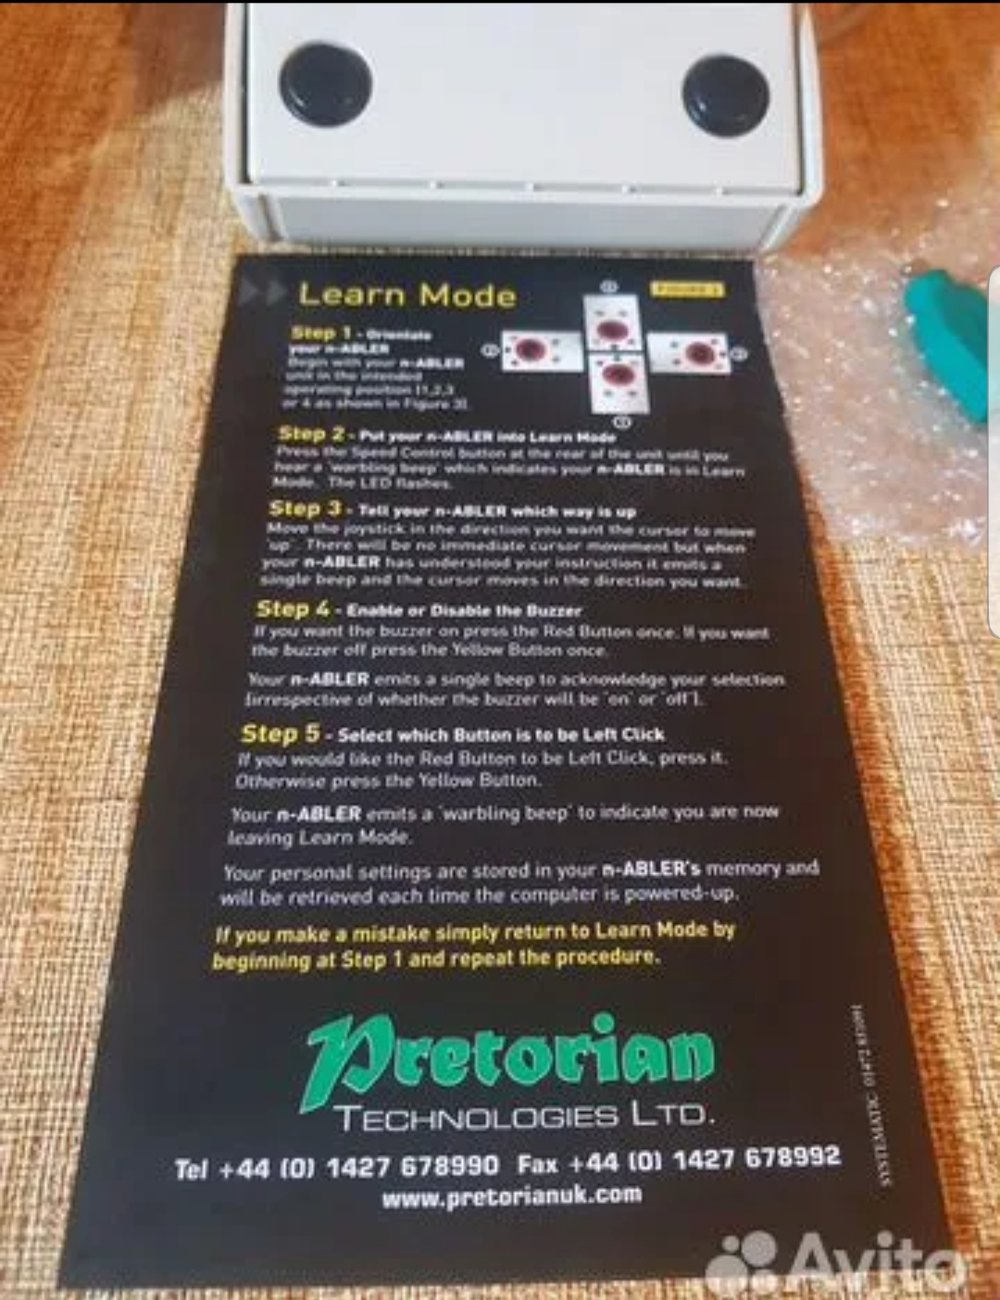 Learn Mode
FIGURE 3
Step 1 - Orientate
your n-ABLER
Begin with your n-ABLER
unit in the intended
operating position (1,2,3
or 4 as shown in Figure 3).
Step 2 - Put your n-ABLER into Learn Mode
Press the Speed Control button at the rear of the unit until you
hear a 'warbling beep' which indicates your n-ABLER is in Learn
Mode. The LED flashes.
Step 3 - Tell your n-ABLER which way is up
Move the joystick in the direction you want the cursor to move
'up'. There will be no immediate cursor movement but when
your n-ABLER has understood your instruction it emits a
single beep and the cursor moves in the direction you want.
Step 4 - Enable or Disable the Buzzer
If you want the buzzer on press the Red Button once. If you want
the buzzer off press the Yellow Button once.
Your n-ABLER emits a single beep to acknowledge your selection
(irrespective of whether the buzzer will be 'on' or 'off').
Step 5 - Select which Button is to be Left Click
If you would like the Red Button to be Left Click, press it.
Otherwise press the Yellow Button.
Your n-ABLER emits a 'warbling beep' to indicate you are now
leaving Learn Mode.
Your personal settings are stored in your n-ABLER's memory and
will be retrieved each time the computer is powered-up.
If you make a mistake simply return to Learn Mode by
beginning at Step 1 and repeat the procedure.
Pretorian
TECHNOLOGIES LTD.
Tel +44 (0) 1427 678990 Fax +44 (0) 1427 678992
www.pretorianuk.com
SYSTEMATIC 01472 851091
Avito